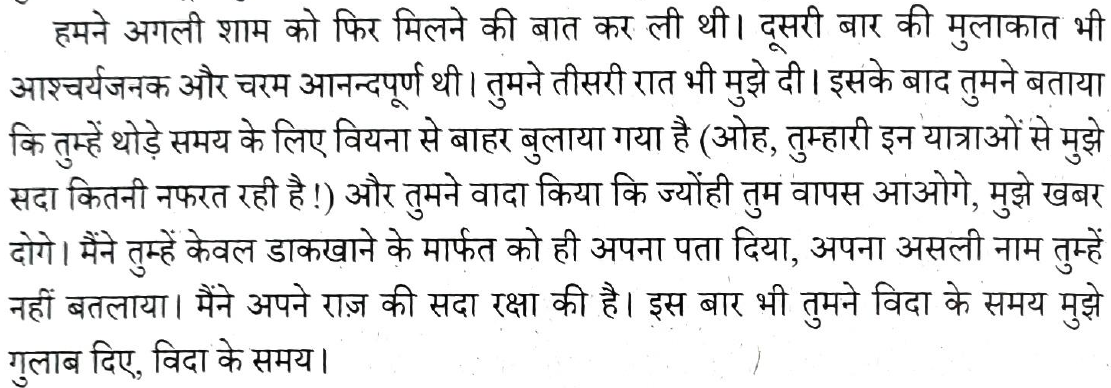 हमने अगली शाम को फिर मिलने की बात कर ली थी। दूसरी बार की मुलाकात भी
आश्चर्यजनक और चरम आनन्दपूर्ण थी। तुमने तीसरी रात भी मुझे दी। इसके बाद तुमने बताया
कि तुम्हें थोड़े समय के लिए वियना से बाहर बुलाया गया है (ओह, तुम्हारी इन यात्राओं से मुझे
सदा कितनी नफरत रही है!) और तुमने वादा किया कि ज्योंही तुम वापस आओगे, मुझे खबर
दोगे। मैंने तुम्हें केवल डाकखाने के मार्फत को ही अपना पता दिया, अपना असली नाम तुम्हें
नहीं बतलाया। मैंने अपने राज़ की सदा रक्षा की है। इस बार भी तुमने विदा के समय मुझे
गुलाब दिए, विदा के समय।